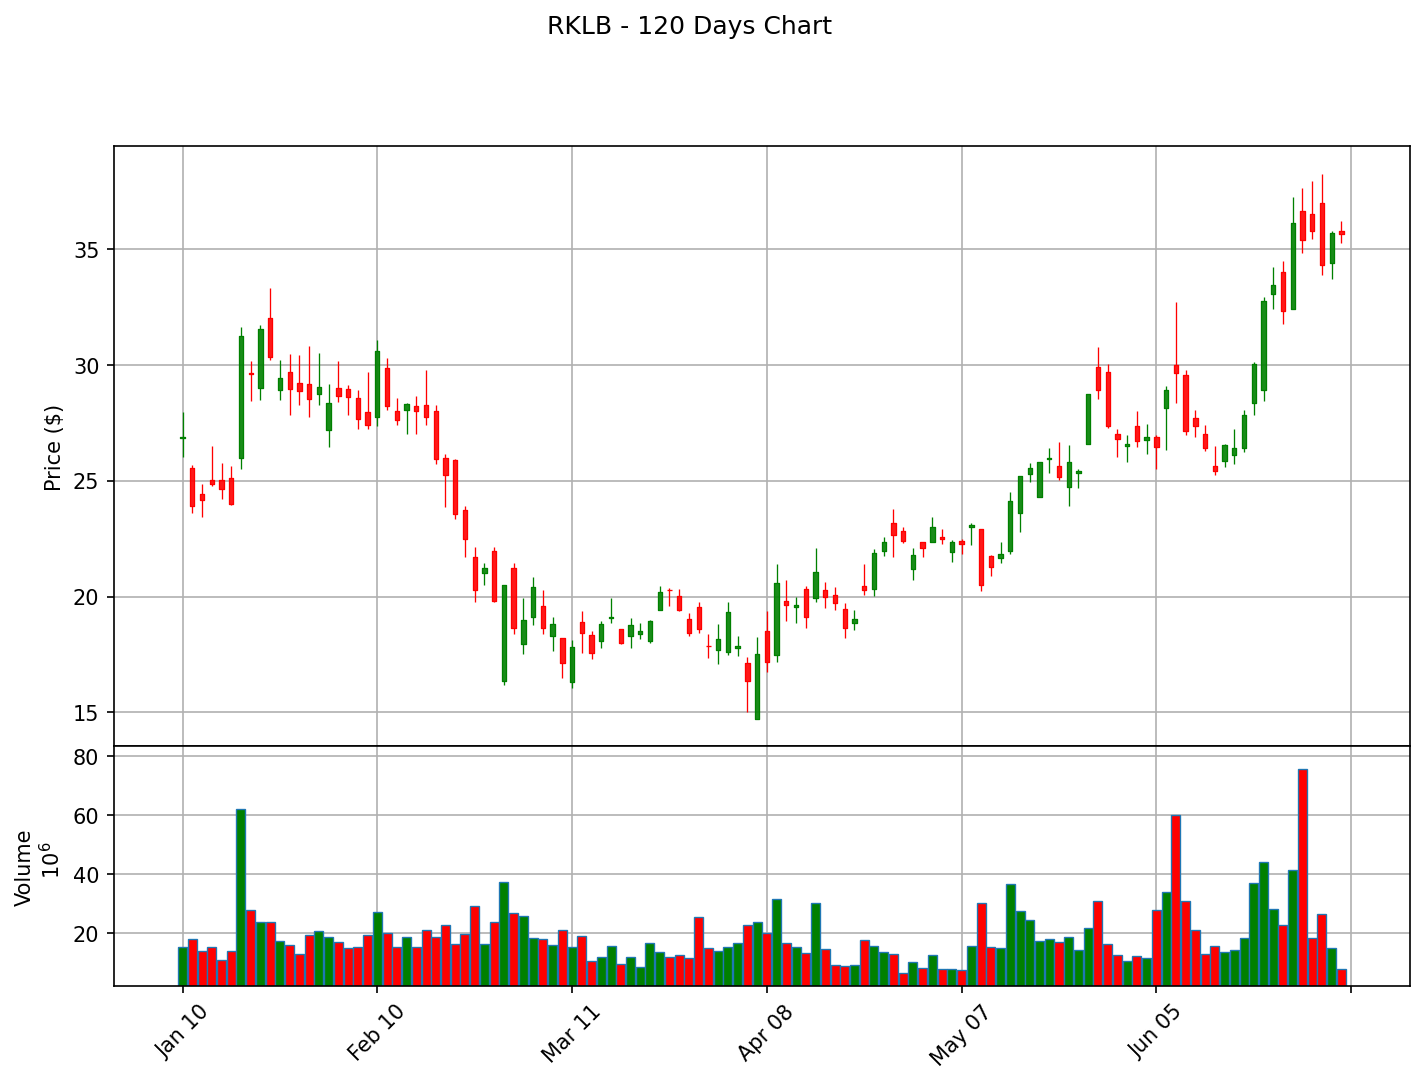 RKLB - 120 Days Chart
Price ($)
35
30
25
20
15
Volume
10^6
80
60
40
20
Jan 10
Feb 10
Mar 11
Apr 08
May 07
Jun 05